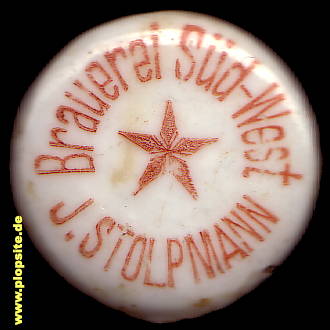 Brauerei Süd-West
J. STOLPMANN
www.plopsite.de